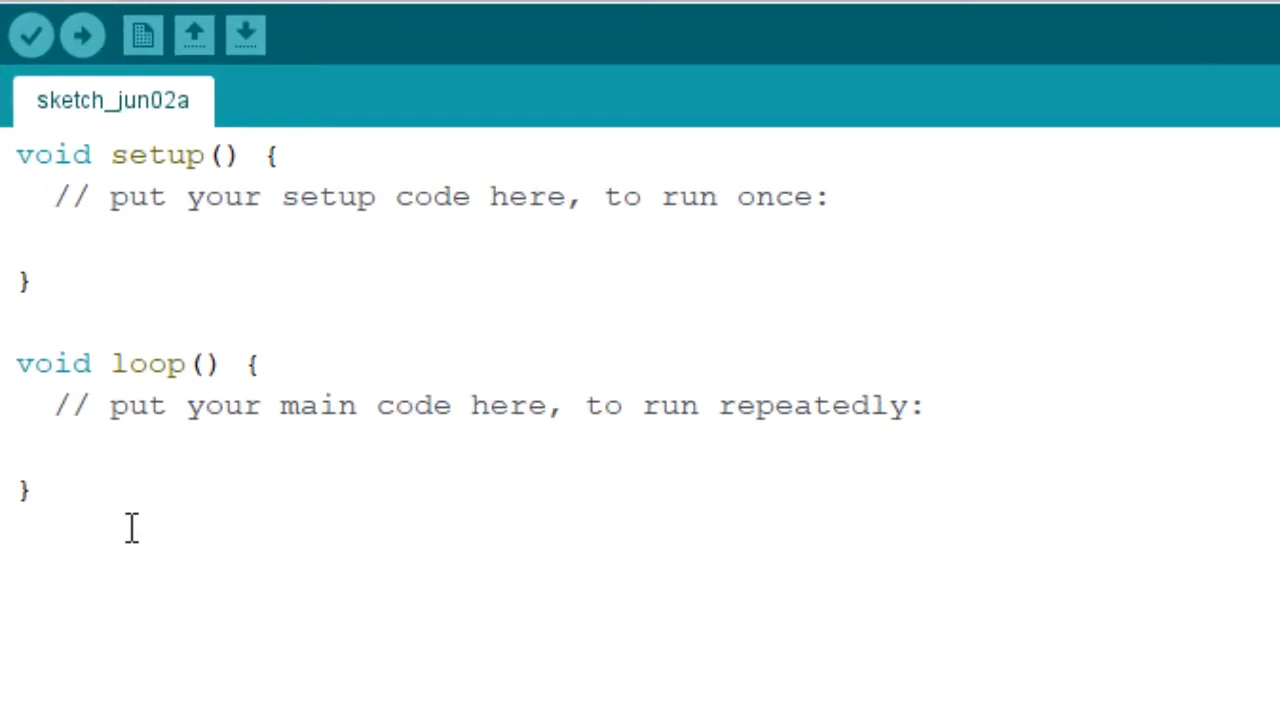 sketch_jun02a
void setup() {
  // put your setup code here, to run once:
}
void loop() {
  // put your main code here, to run repeatedly:
}